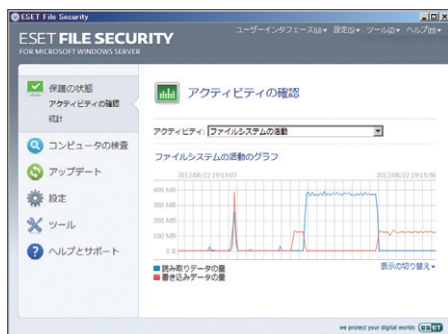 ESET FILE SECURITY
ESET FILE SECURITY
FOR MICROSOFT WINDOWS SERVER
ユーザーインタフェース(U)▼ 設定(S)▼ ツール(O)▼ ヘルプ(H)▼
保護の状態
アクティビティの確認
統計
コンピュータの検査
アップデート
設定
ツール
ヘルプとサポート
アクティビティの確認
アクティビティ: ファイルシステムの活動
ファイルシステムの活動のグラフ
2012/06/22 19:15:07 2012/06/22 19:15:36
400 MB
300 MB
200 MB
100 MB
0 B
読み取りデータの量
書き込みデータの量
表示の切り替え▼
we protect your digital worlds eset